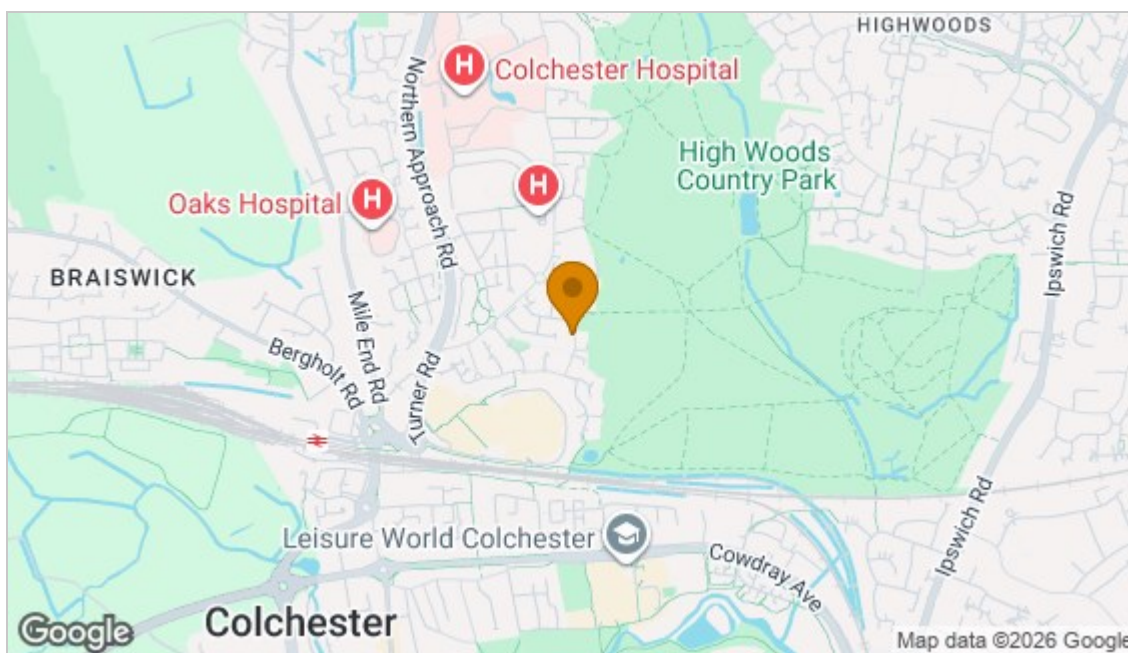 HIGHWOODS
Colchester Hospital
H
Northern Approach Rd
High Woods
Country Park
H
Oaks Hospital
H
BRAISWICK
Ipswich Rd
Mile End Rd
Bergholt Rd
Turner Rd
Ipswich Rd
Leisure World Colchester
Cowdray Ave
Colchester
Google
Map data ©2026 Google